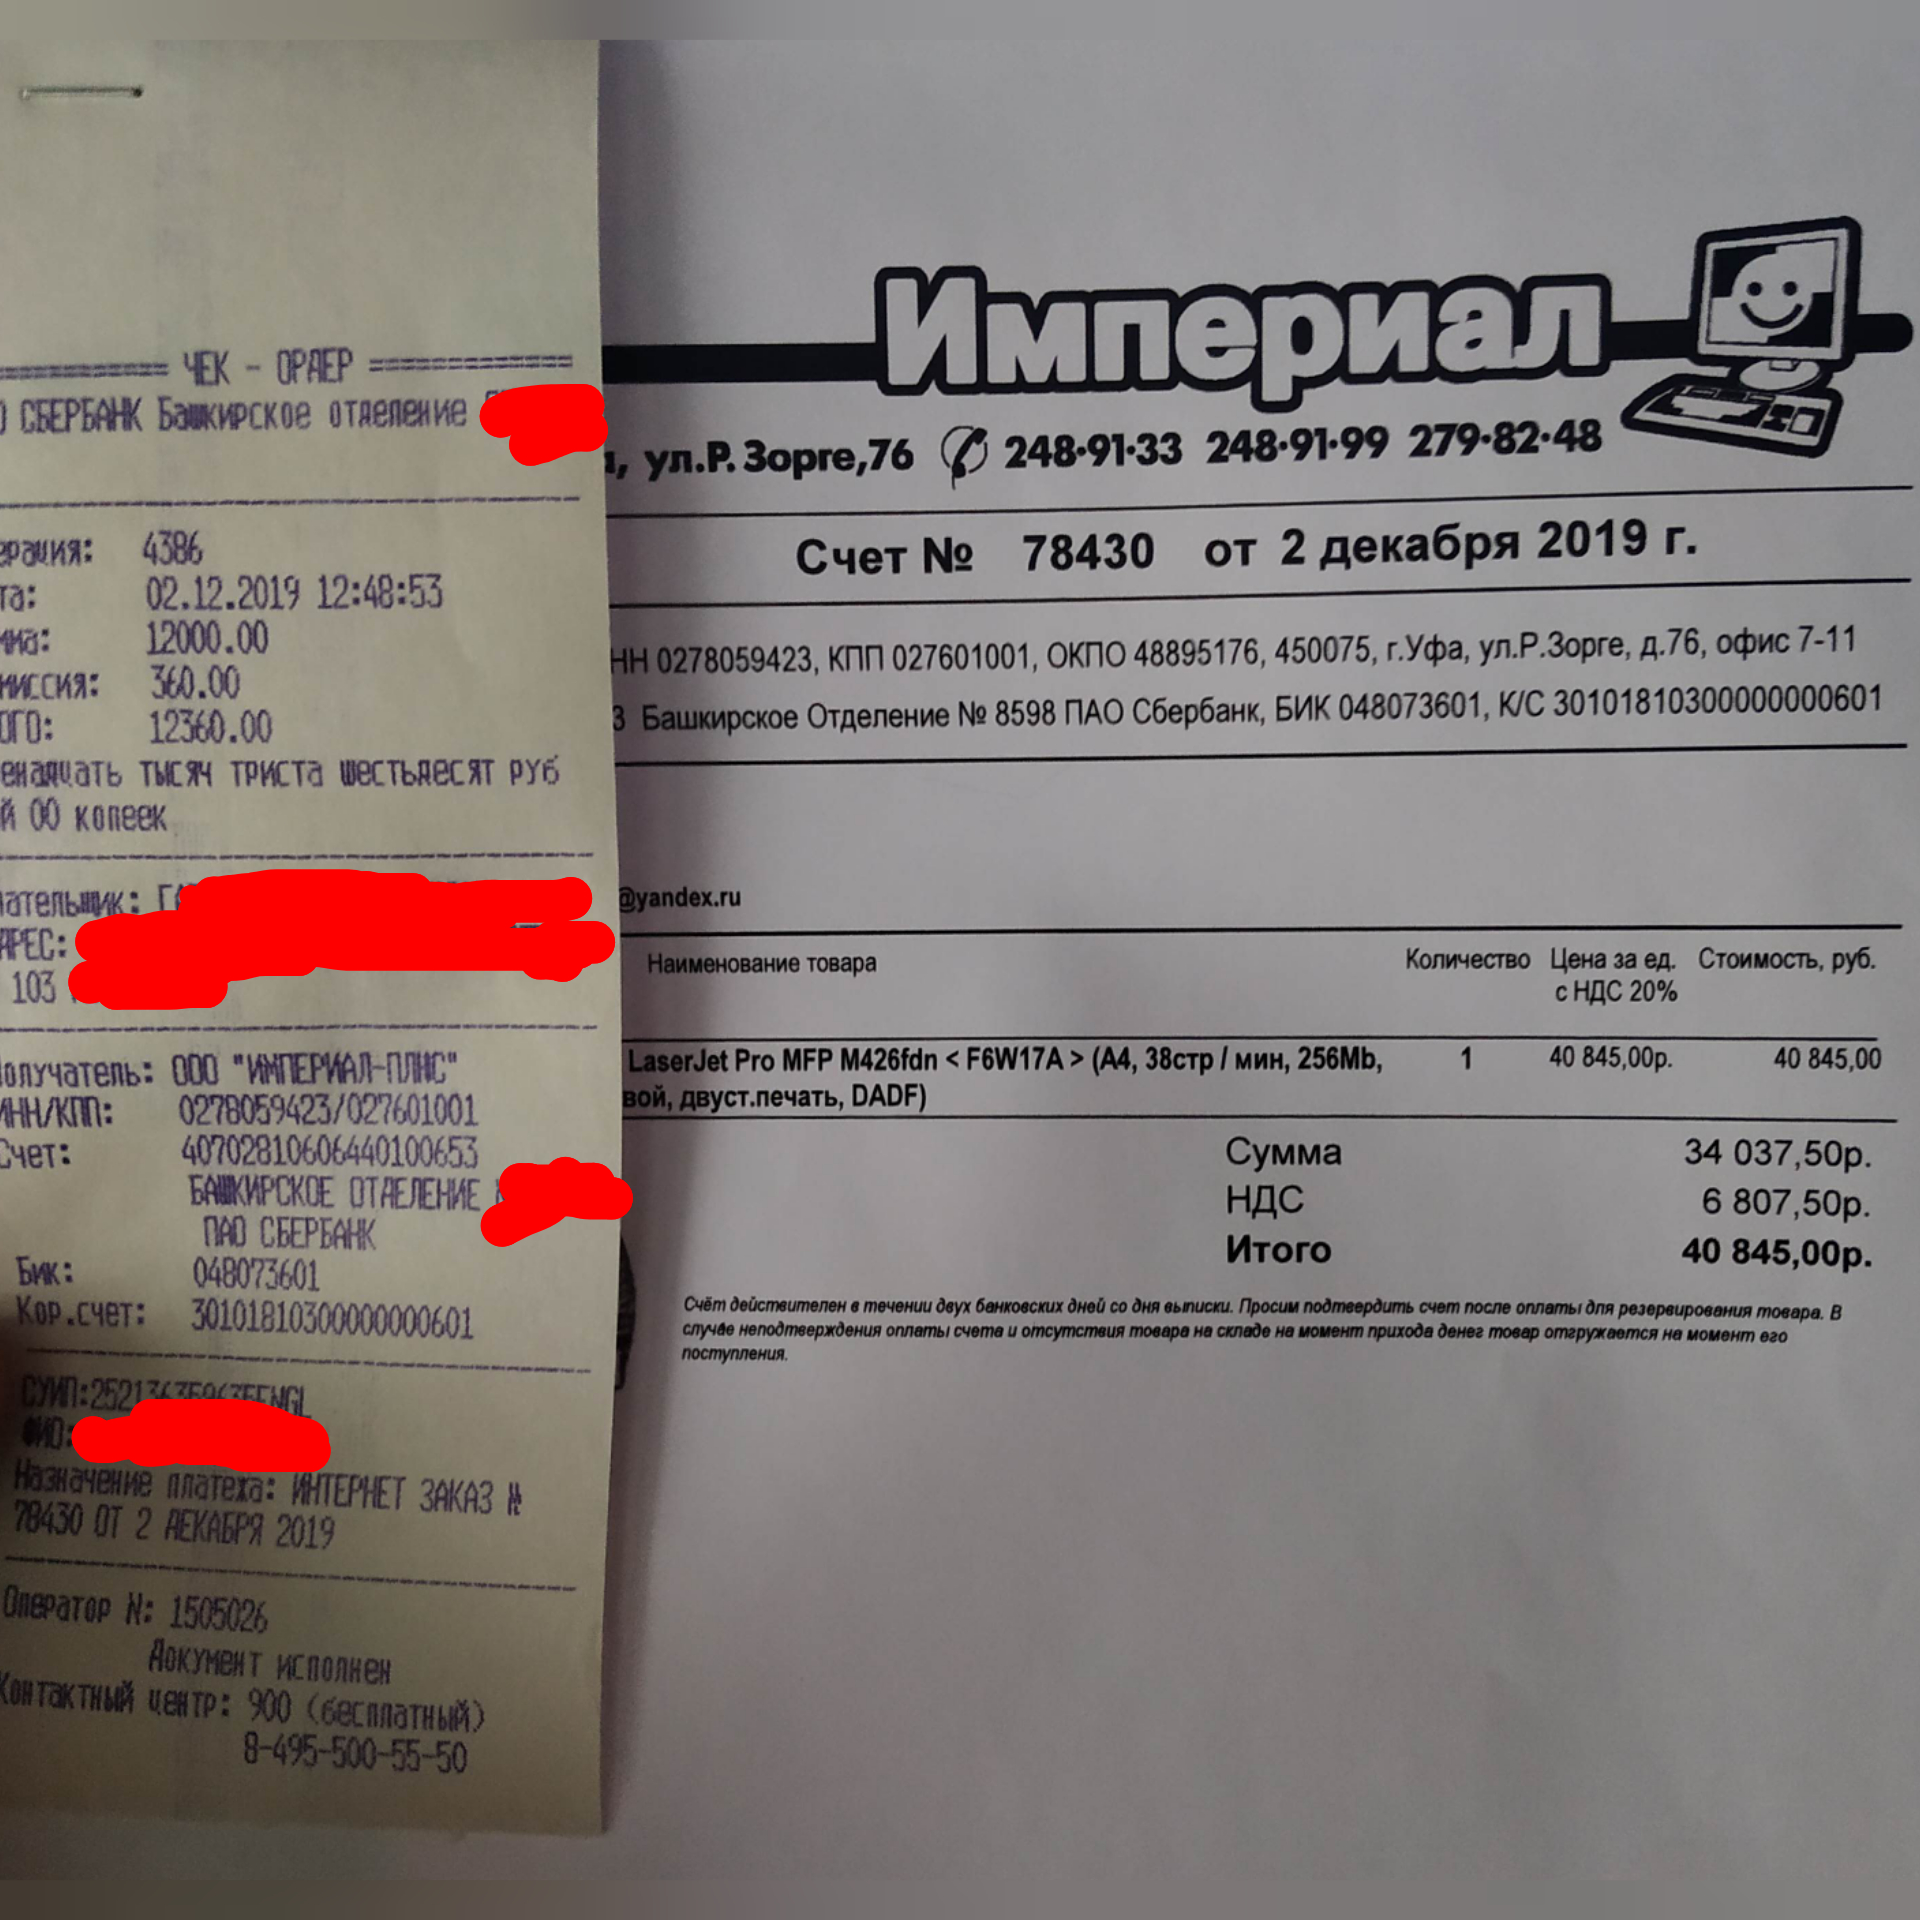 =========== ЧЕК - ОРДЕР ===========
СБЕРБАНК Башкирское отделение
4386
02.12.2019 12:48:53
12000.00
360.00
12360.00
тысяч триста шестьдесят руб
й 00 копеек
103
ООО "ИМПЕРИАЛ-ПЛЮС"
ИНН/КПП: 0278059423/027601001
Счет: 40702810606440100653
БАШКИРСКОЕ ОТДЕЛЕНИЕ
ПАО СБЕРБАНК
Бик: 048073601
Кор.счет: 30101810300000000601
СУИП:
ФИО:
Назначение платежа: ИНТЕРНЕТ ЗАКАЗ №
78430 ОТ 2 ДЕКАБРЯ 2019
Оператор N: 1505026
Документ исполнен
Контактный центр: 900 (бесплатный)
8-495-500-55-50
Империал
ул.Р. Зорге,76 248-91-33 248-91-99 279-82-48
Счет № 78430 от 2 декабря 2019 г.
НН 0278059423, КПП 027601001, ОКПО 48895176, 450075, г.Уфа, ул.Р.Зорге, д.76, офис 7-11
3 Башкирское Отделение № 8598 ПАО Сбербанк, БИК 048073601, К/С 30101810300000000601
@yandex.ru
Наименование товара Количество Цена за ед. Стоимость, руб.
с НДС 20%
LaserJet Pro MFP M426fdn < F6W17A > (A4, 38стр / мин, 256Mb, 1 40 845,00р. 40 845,00
вой, двуст.печать, DADF)
Сумма 34 037,50р.
НДС 6 807,50р.
Итого 40 845,00р.
Счёт действителен в течении двух банковских дней со дня выписки. Просим подтвердить счет после оплаты для резервирования товара. В
случае неподтверждения оплаты счета и отсутствия товара на складе на момент прихода денег товар отгружается на момент его
поступления.